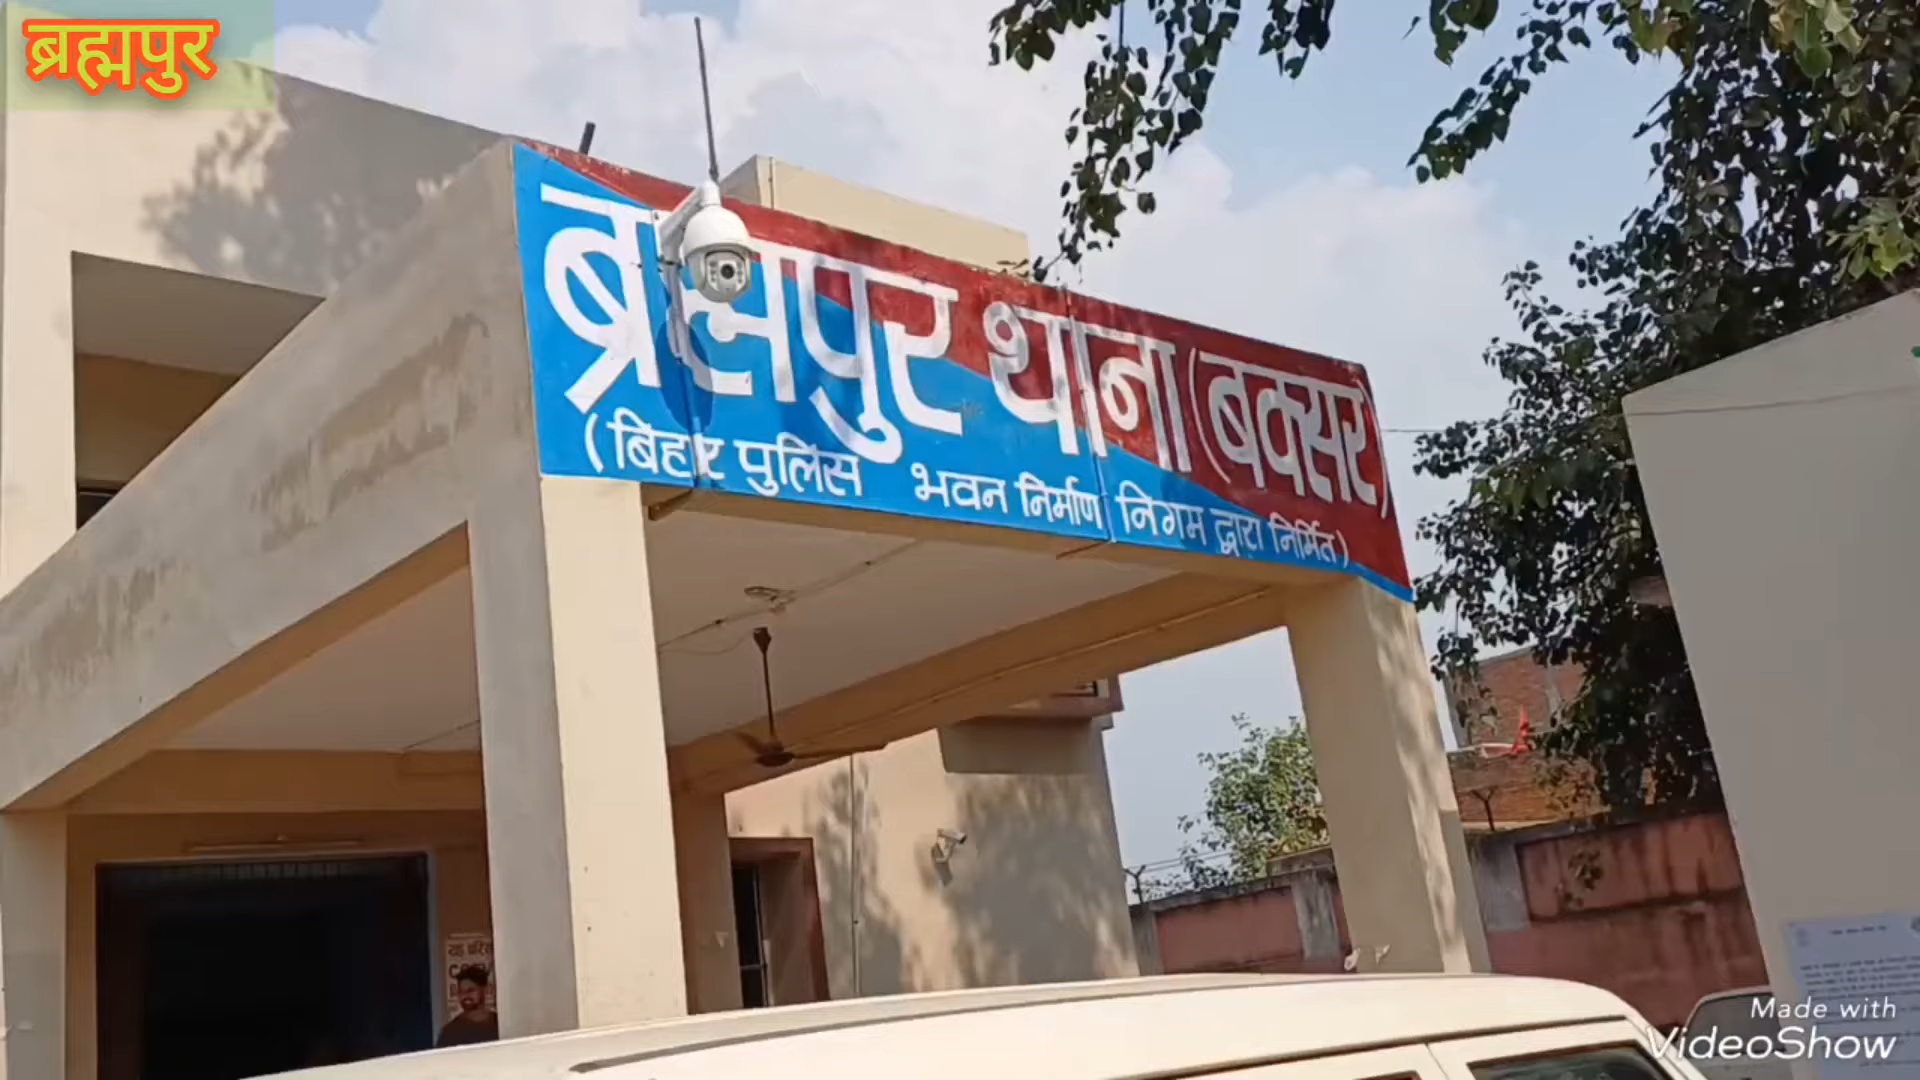 ब्रह्मपुर
ब्रह्मपुर थाना (बक्सर)
(बिहार पुलिस भवन निर्माण निगम द्वारा निर्मित)
Made with
VideoShow